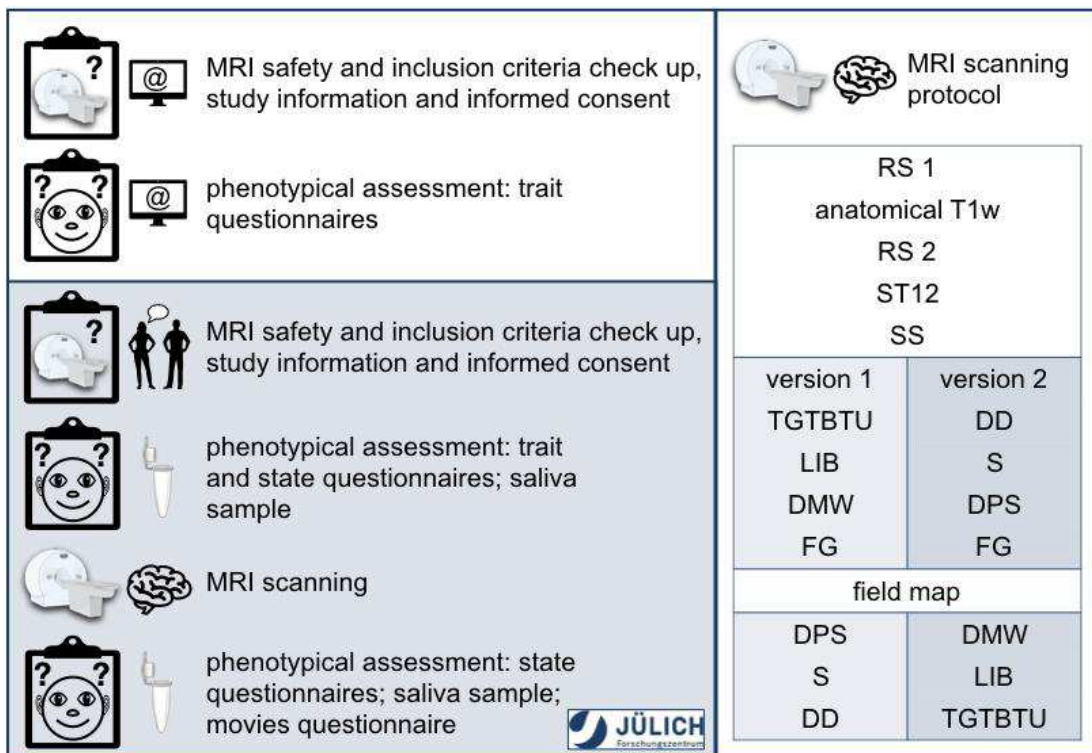 ?
@
MRI safety and inclusion criteria check up,
study information and informed consent
? ?
@
phenotypical assessment: trait
questionnaires
?
MRI safety and inclusion criteria check up,
study information and informed consent
? ?
phenotypical assessment: trait
and state questionnaires; saliva
sample
MRI scanning
? ?
phenotypical assessment: state
questionnaires; saliva sample;
movies questionnaire
JÜLICH
Forschungszentrum
MRI scanning
protocol
RS 1
anatomical T1w
RS 2
ST12
SS
version 1 version 2
TGTBTU DD
LIB S
DMW DPS
FG FG
field map
DPS DMW
S LIB
DD TGTBTU